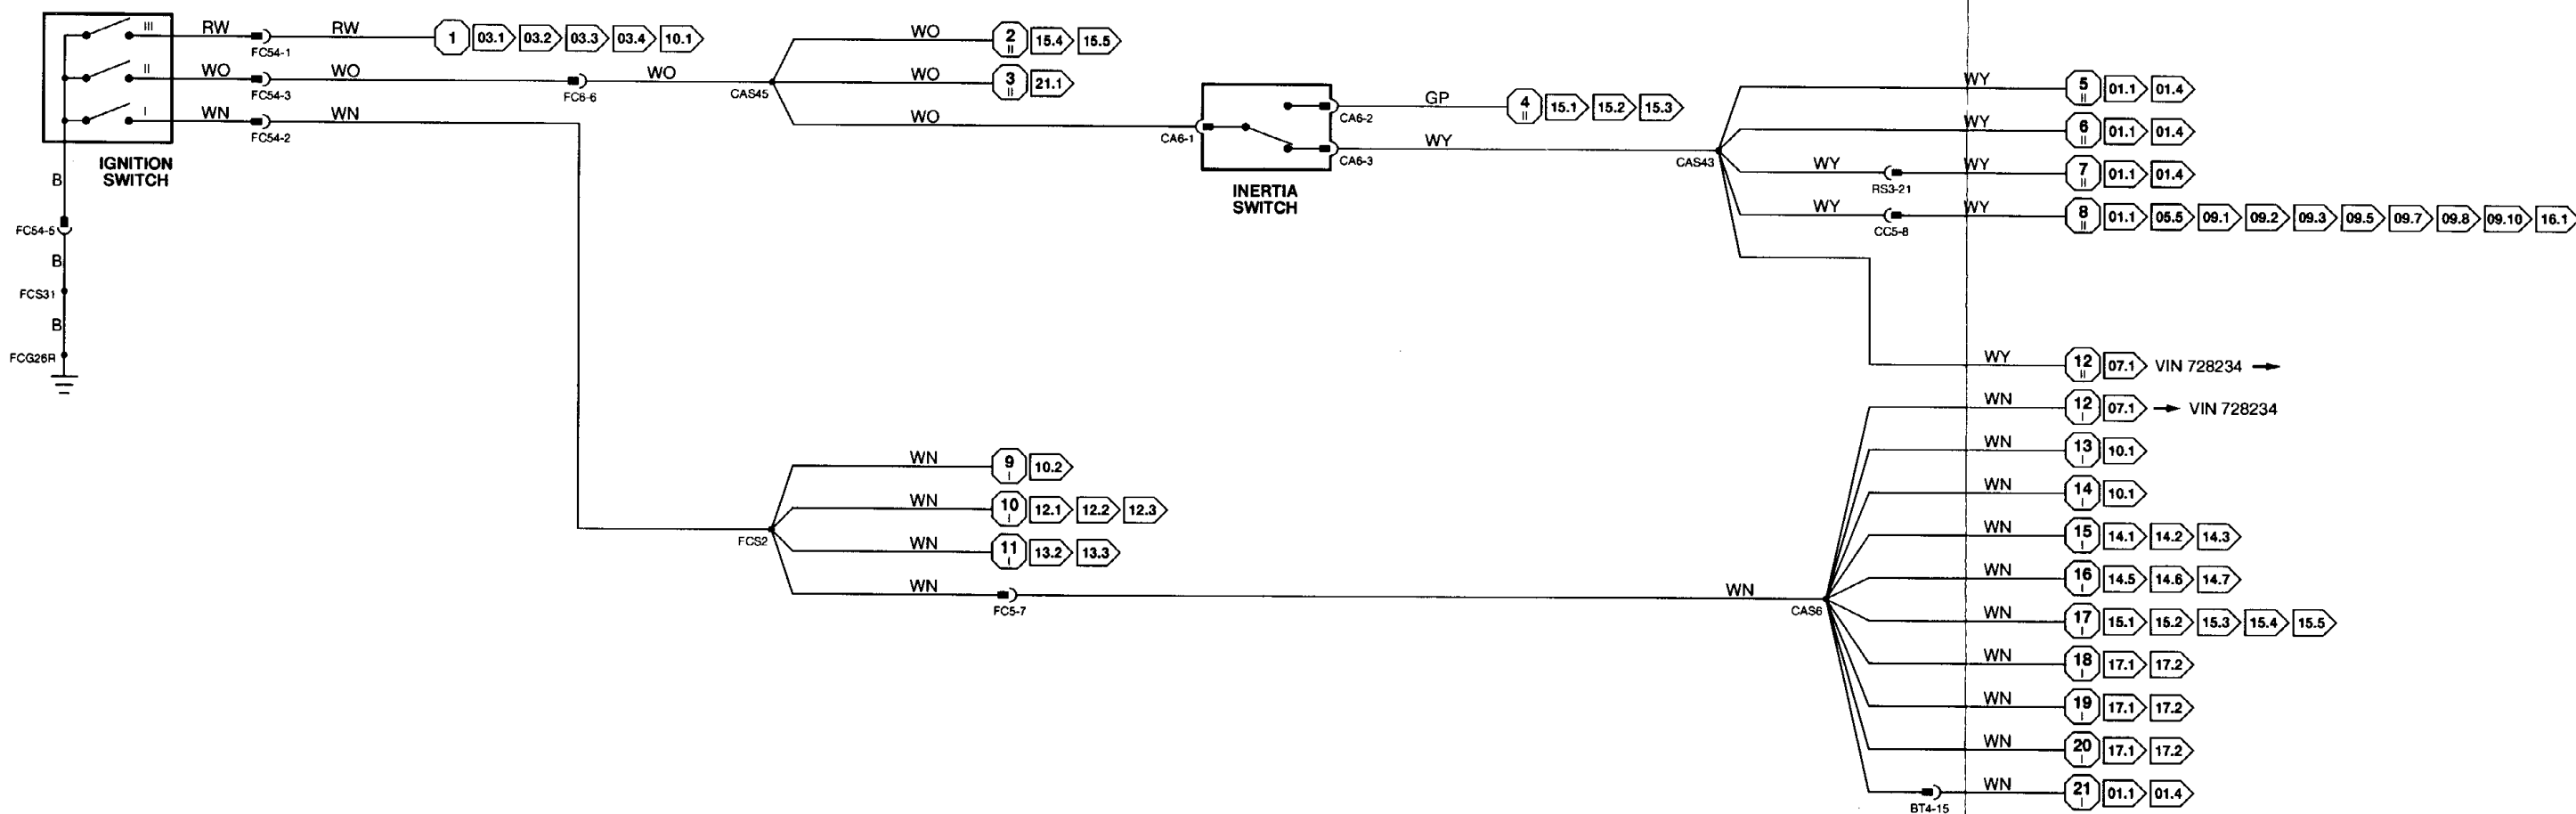 III RW FC54-1 RW 1 03.1 03.2 03.3 03.4 10.1
II WO FC54-3 WO FC6-6 WO CAS45
I WN FC54-2 WN
IGNITION
SWITCH
B
FC54-5
B
FCS31
B
FCG26R
WO 2 II 15.4 15.5
WO 3 II 21.1
WO CA6-1
INERTIA
SWITCH
CA6-2 GP 4 II 15.1 15.2 15.3
CA6-3 WY CAS43
WY 5 II 01.1 01.4
WY 6 II 01.1 01.4
WY RS3-21 WY 7 II 01.1 01.4
WY CC5-8 WY 8 II 01.1 05.5 09.1 09.2 09.3 09.5 09.7 09.8 09.10 16.1
WY 12 II 07.1 VIN 728234
FCS2
WN 9 I 10.2
WN 10 I 12.1 12.2 12.3
WN 11 I 13.2 13.3
WN FC5-7 WN CAS6
WN 12 I 07.1 VIN 728234
WN 13 I 10.1
WN 14 I 10.1
WN 15 I 14.1 14.2 14.3
WN 16 I 14.5 14.6 14.7
WN 17 I 15.1 15.2 15.3 15.4 15.5
WN 18 I 17.1 17.2
WN 19 I 17.1 17.2
WN 20 I 17.1 17.2
BT4-15 WN 21 I 01.1 01.4